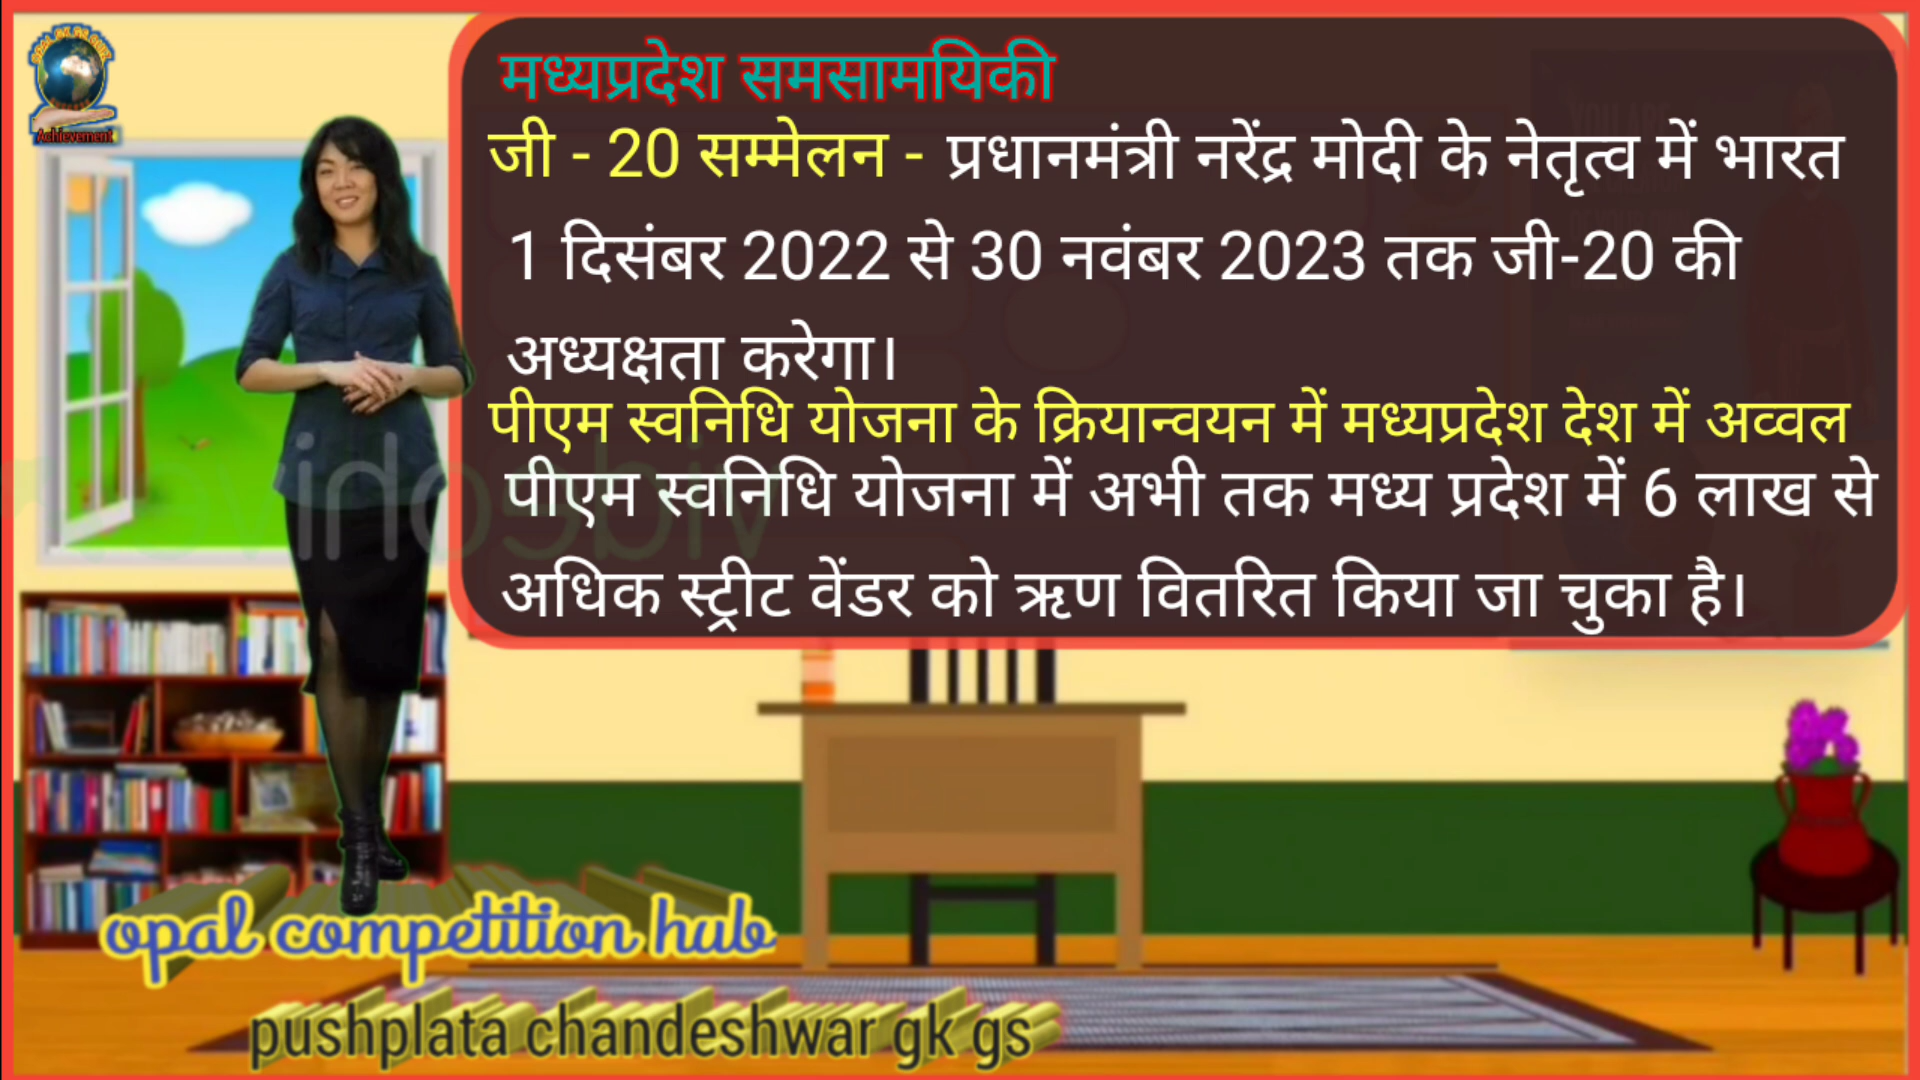 मध्यप्रदेश समसामयिकी
जी - 20 सम्मेलन - प्रधानमंत्री नरेंद्र मोदी के नेतृत्व में भारत
1 दिसंबर 2022 से 30 नवंबर 2023 तक जी-20 की
अध्यक्षता करेगा।
पीएम स्वनिधि योजना के क्रियान्वयन में मध्यप्रदेश देश में अव्वल
पीएम स्वनिधि योजना में अभी तक मध्य प्रदेश में 6 लाख से
अधिक स्ट्रीट वेंडर को ऋण वितरित किया जा चुका है।
Achievement
opal competition hub
pushplata chandeshwar gk gs